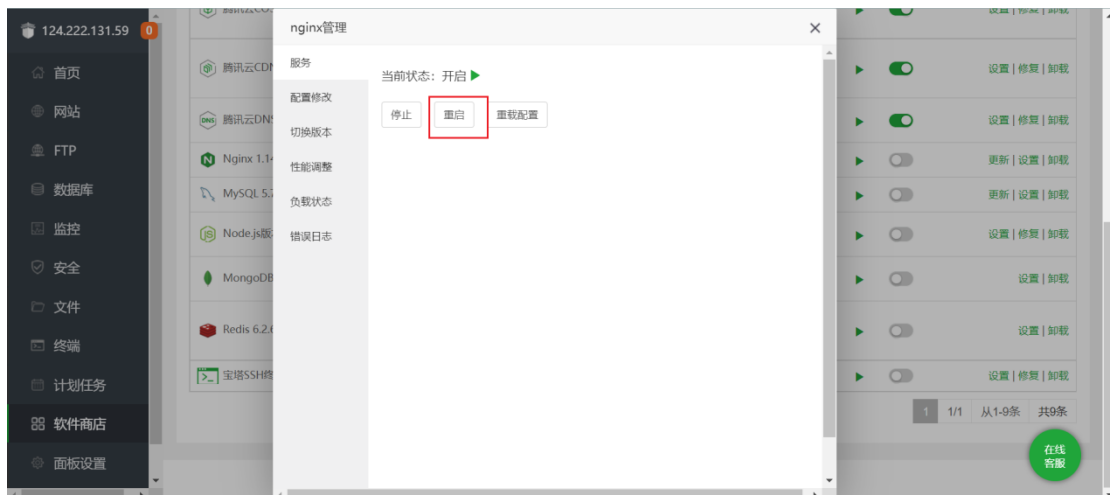 124.222.131.59 0
首页
网站
FTP
数据库
监控
安全
文件
终端
计划任务
软件商店
面板设置
nginx管理
服务
配置修改
切换版本
性能调整
负载状态
错误日志
当前状态：开启
停止 重启 重载配置
腾讯云CDN 设置 | 修复 | 卸载
腾讯云DNS 设置 | 修复 | 卸载
Nginx 1.14 更新 | 设置 | 卸载
MySQL 5.7 更新 | 设置 | 卸载
Node.js版 设置 | 修复 | 卸载
MongoDB 设置 | 卸载
Redis 6.2.6 设置 | 卸载
宝塔SSH终 设置 | 修复 | 卸载
1 1/1 从1-9条 共9条
在线
客服